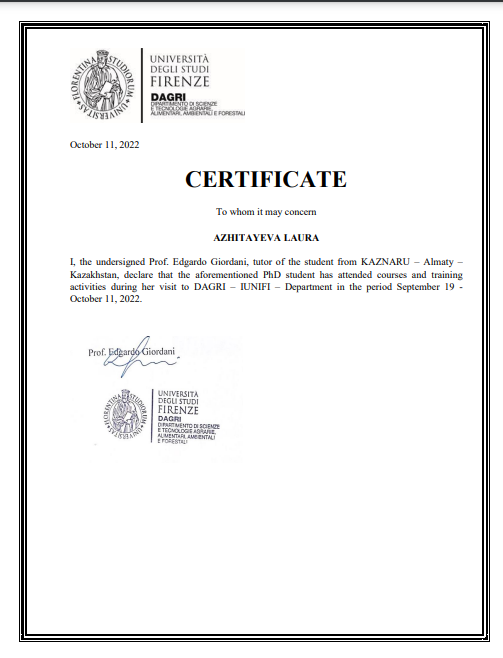 UNIVERSITÀ
DEGLI STUDI
FIRENZE
DAGRI
DIPARTIMENTO DI SCIENZE
E TECNOLOGIE AGRARIE,
ALIMENTARI, AMBIENTALI E FORESTALI
FLORENTINA STUDIORUM UNIVERSITAS
October 11, 2022
CERTIFICATE
To whom it may concern
AZHITAYEVA LAURA
I, the undersigned Prof. Edgardo Giordani, tutor of the student from KAZNARU – Almaty –
Kazakhstan, declare that the aforementioned PhD student has attended courses and training
activities during her visit to DAGRI – IUNIFI – Department in the period September 19 -
October 11, 2022.
Prof. Edgardo Giordani
UNIVERSITÀ
DEGLI STUDI
FIRENZE
DAGRI
DIPARTIMENTO DI SCIENZE
E TECNOLOGIE AGRARIE,
ALIMENTARI, AMBIENTALI
E FORESTALI